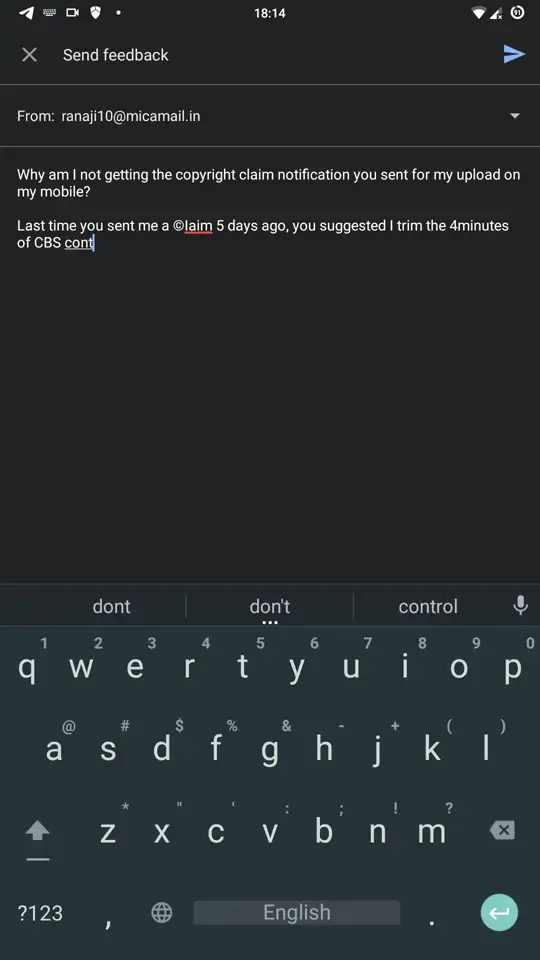 18:14
91
Send feedback
From: ranaji10@micamail.in
Why am I not getting the copyright claim notification you sent for my upload on
my mobile?
Last time you sent me a ©laim 5 days ago, you suggested I trim the 4minutes
of CBS cont
dont don't control
1 2 3 4 5 6 7 8 9 0
q w e r t y u i o p
@ # $ % & - + ( )
a s d f g h j k l
* " ' : ; ! ?
z x c v b n m
?123 , English .